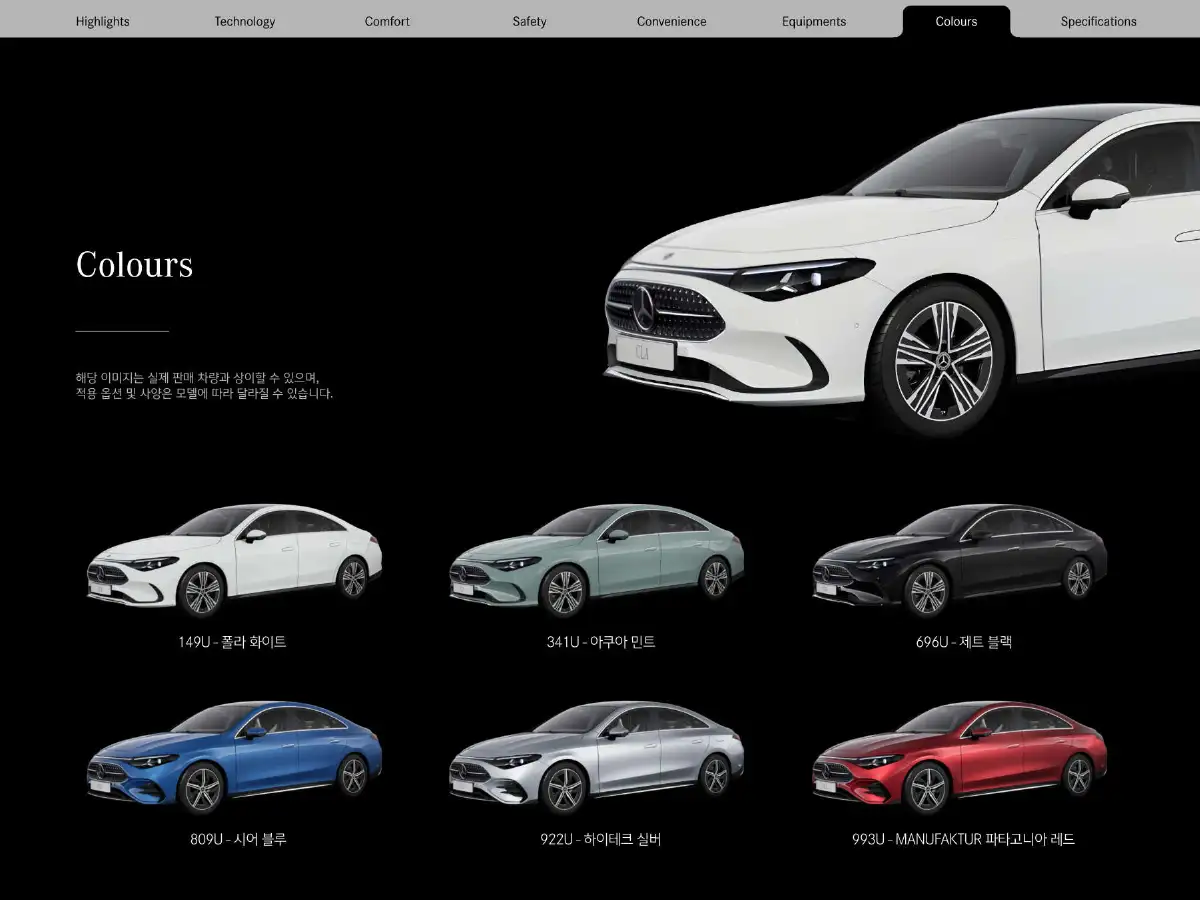 Highlights
Technology
Comfort
Safety
Convenience
Equipments
Colours
Specifications
Colours
해당 이미지는 실제 판매 차량과 상이할 수 있으며,
적용 옵션 및 사양은 모델에 따라 달라질 수 있습니다.
CLA
149U - 폴라 화이트
341U - 아쿠아 민트
696U - 제트 블랙
809U - 시어 블루
922U - 하이테크 실버
993U - MANUFAKTUR 파타고니아 레드